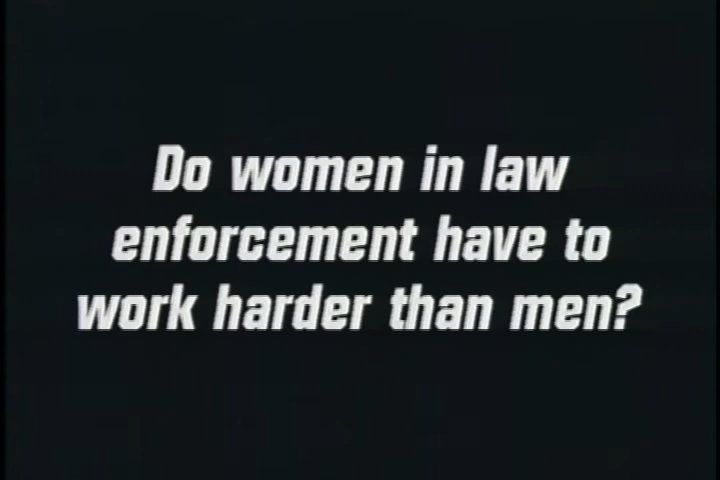 Do women in law
enforcement have to
work harder than men?